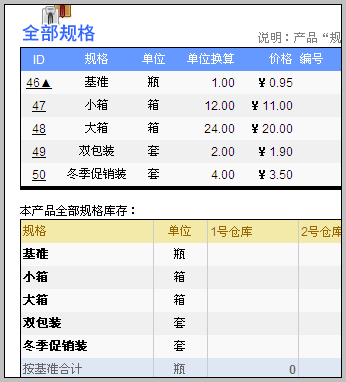 全部规格
说明：产品“规
ID 规格 单位 单位换算 价格 编号
46▲ 基准 瓶 1.00 ¥ 0.95
47 小箱 箱 12.00 ¥ 11.00
48 大箱 箱 24.00 ¥ 20.00
49 双包装 套 2.00 ¥ 1.90
50 冬季促销装 套 4.00 ¥ 3.50
本产品全部规格库存：
规格 单位 1号仓库 2号仓库
基准 瓶
小箱 箱
大箱 箱
双包装 套
冬季促销装 套
按基准合计 瓶 0